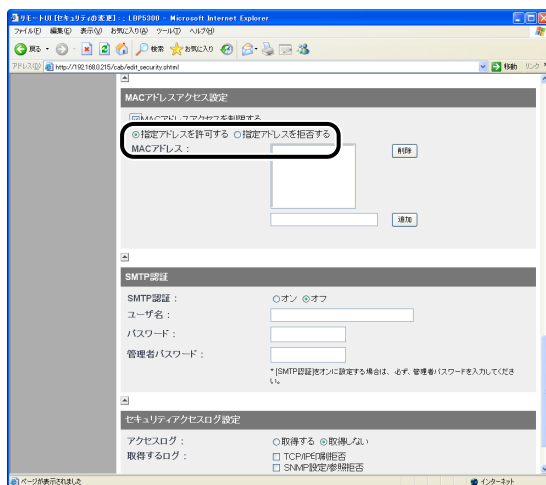 リモートUI [セキュリティの変更] : ; LBP5300 - Microsoft Internet Explorer
ファイル(F) 編集(E) 表示(V) お気に入り(A) ツール(T) ヘルプ(H)
戻る 検索 お気に入り
アドレス(D) http://192.168.0.215/cab/edit_security.shtml 移動 リンク
MACアドレスアクセス設定
MACアドレスアクセスを制限する
指定アドレスを許可する 指定アドレスを拒否する
MACアドレス :
削除
追加
SMTP認証
SMTP認証 : オン オフ
ユーザ名 :
パスワード :
管理者パスワード :
* [SMTP認証]をオンに設定する場合は、必ず、管理者パスワードを入力してください。
セキュリティアクセスログ設定
アクセスログ : 取得する 取得しない
取得するログ : TCP/IP印刷拒否
SNMP設定/参照拒否
ページが表示されました インターネット